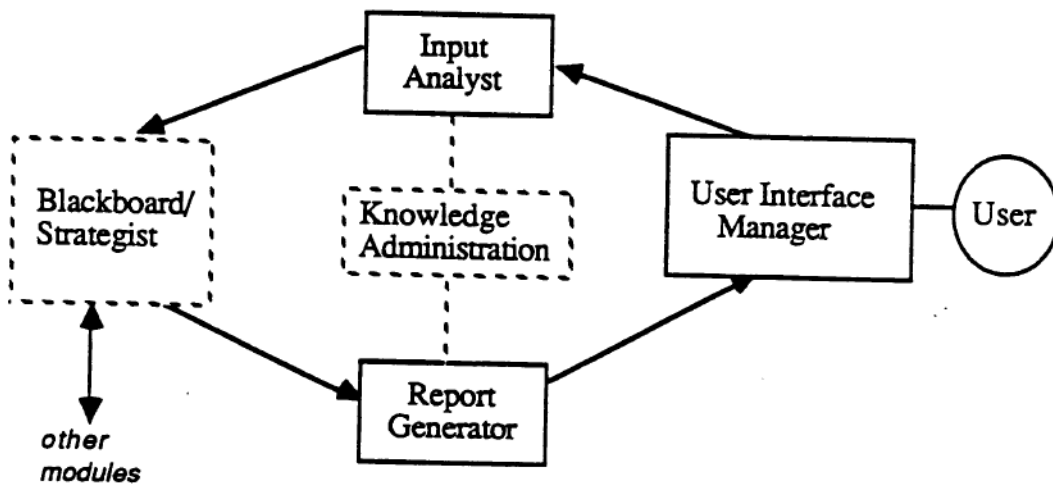 Input
Analyst
Blackboard/
Strategist
Knowledge
Administration
User Interface
Manager
User
Report
Generator
other
modules